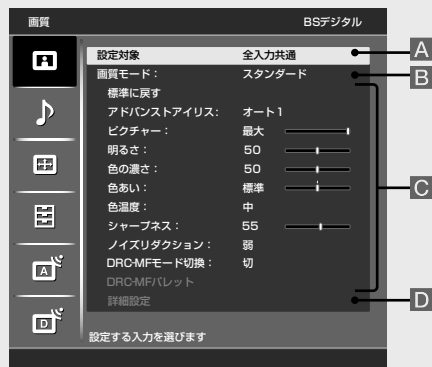 画質 BSデジタル
設定対象 全入力共通 A
画質モード： スタンダード B
標準に戻す
アドバンストアイリス： オート1
ピクチャー： 最大
明るさ： 50
色の濃さ： 50
色あい： 標準 C
色温度： 中
シャープネス： 55
ノイズリダクション： 弱
DRC-MFモード切換： 切
DRC-MFパレット
詳細設定 D
設定する入力を選びます
A
D